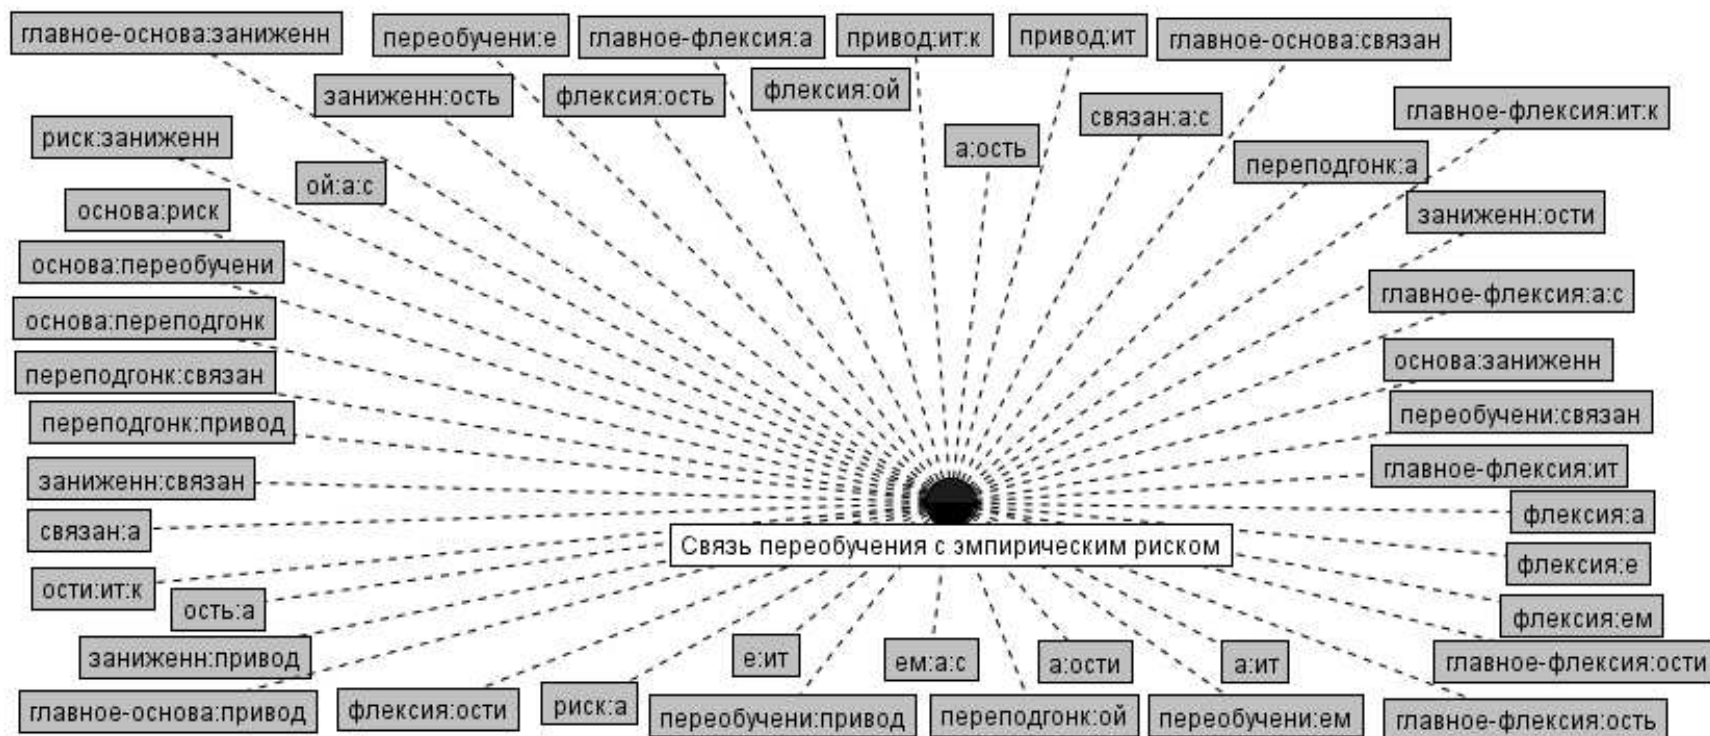 главное-основа:заниженн
переобучени:е
главное-флексия:а
привод:ит:к
привод:ит
главное-основа:связан
заниженн:ость
флексия:ость
флексия:ой
главное-флексия:ит:к
связан:а:с
риск:заниженн
а:ость
переподгонк:а
ой:а:с
основа:риск
заниженн:ости
основа:переобучени
главное-флексия:а:с
основа:переподгонк
основа:заниженн
переподгонк:связан
переобучени:связан
переподгонк:привод
главное-флексия:ит
заниженн:связан
флексия:а
связан:а
Связь переобучения с эмпирическим риском
флексия:е
ости:ит:к
ость:а
флексия:ем
заниженн:привод
е:ит
ем:а:с
а:ости
а:ит
главное-флексия:ости
главное-основа:привод
флексия:ости
риск:а
переобучени:привод
переподгонк:ой
переобучени:ем
главное-флексия:ость